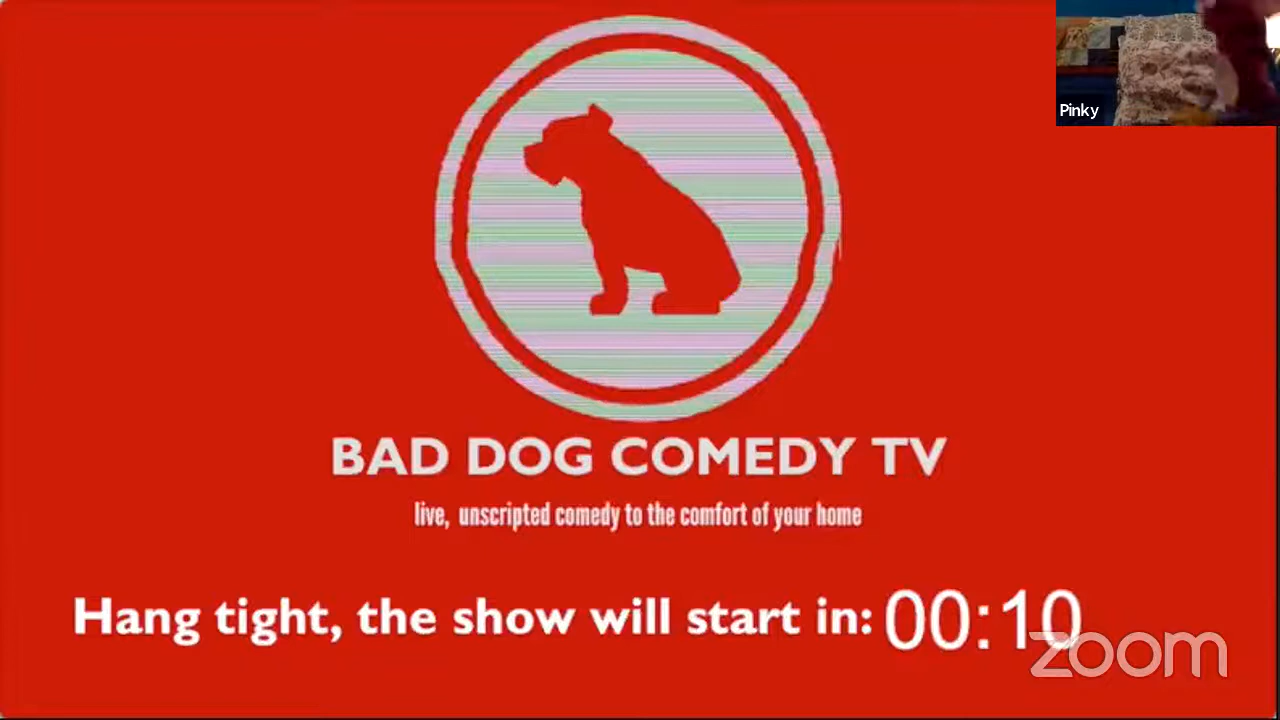 Pinky
BAD DOG COMEDY TV
live, unscripted comedy to the comfort of your home
Hang tight, the show will start in: 00:10
zoom